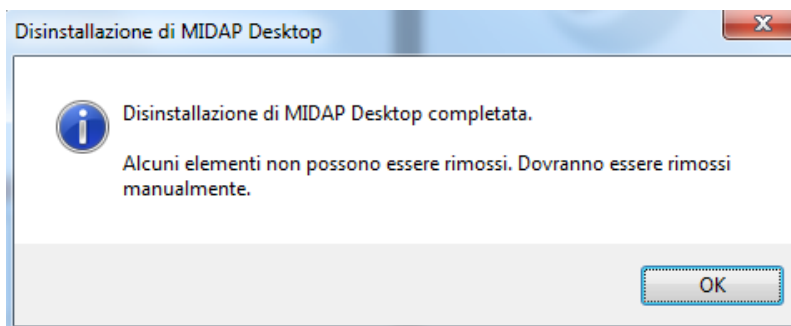 Disinstallazione di MIDAP Desktop
Disinstallazione di MIDAP Desktop completata.
Alcuni elementi non possono essere rimossi. Dovranno essere rimossi
manualmente.
OK